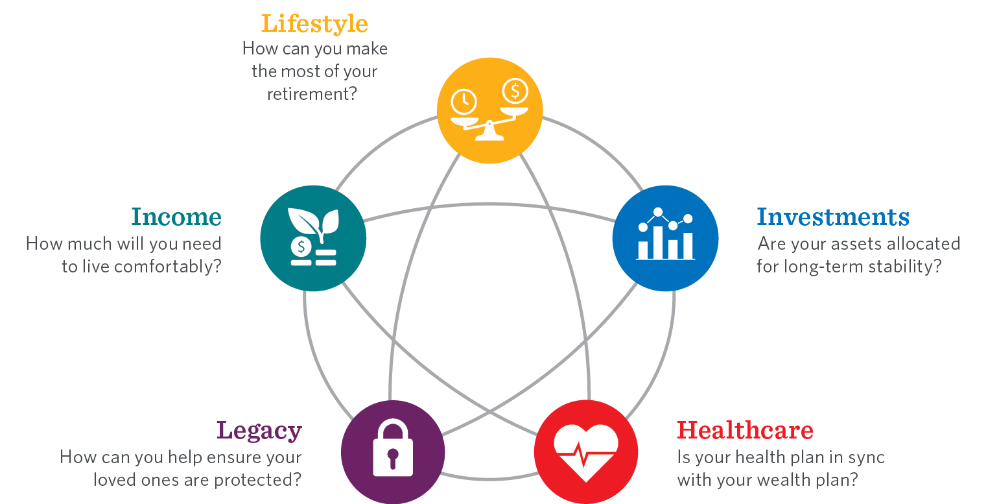 Lifestyle
How can you make
the most of your
retirement?
$
Income
How much will you need
to live comfortably?
$
Investments
Are your assets allocated
for long-term stability?
Legacy
How can you help ensure your
loved ones are protected?
Healthcare
Is your health plan in sync
with your wealth plan?